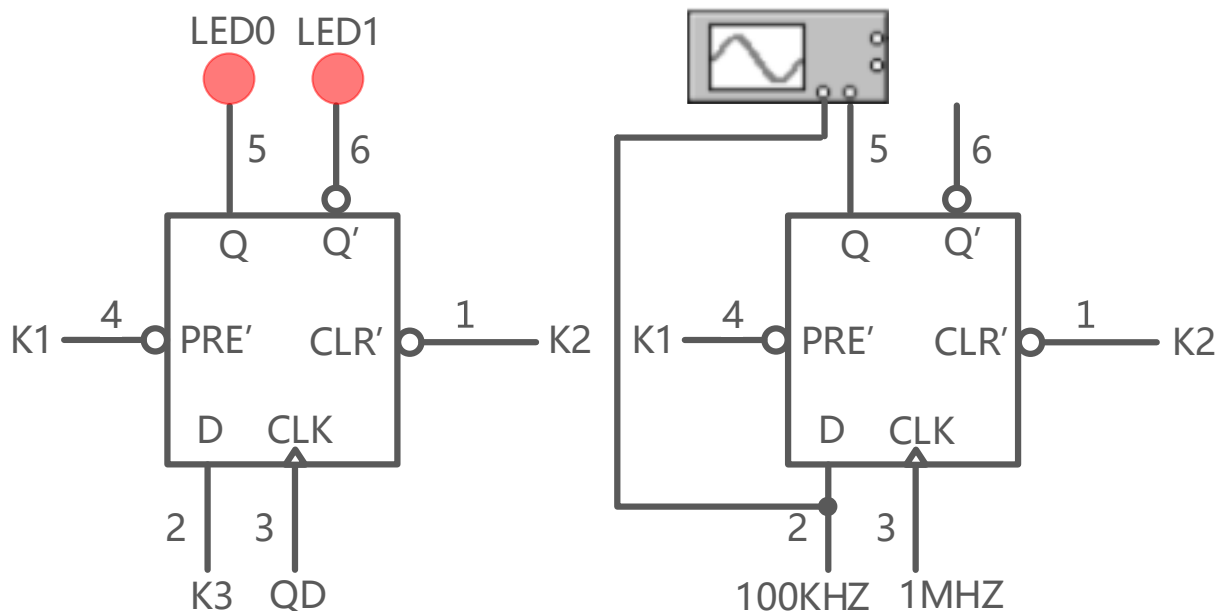 LED0 LED1
5 6 5 6
Q Q' Q Q'
K1 4 PRE' CLR' 1 K2 K1 4 PRE' CLR' 1 K2
D CLK D CLK
2 3 2 3
K3 QD 100KHZ 1MHZ